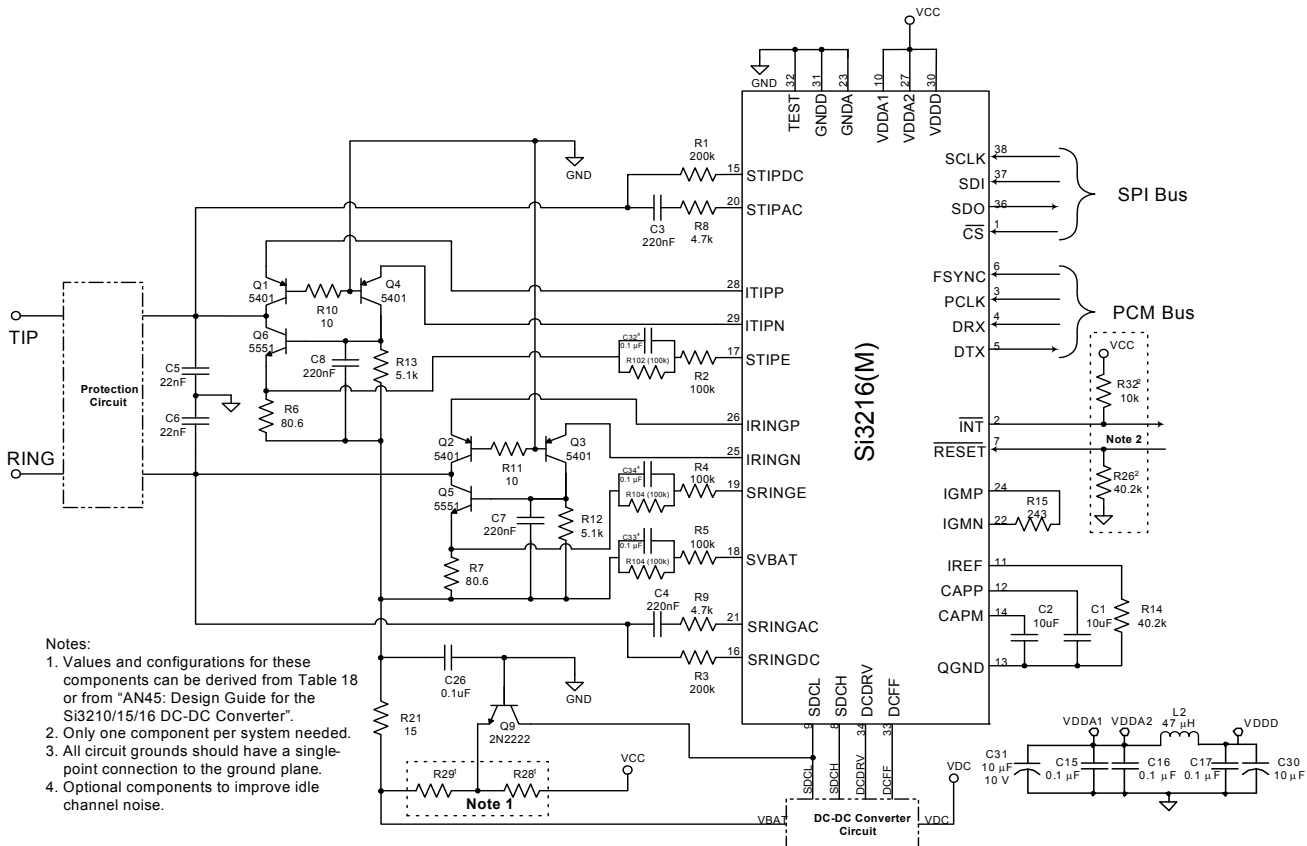 VCC
GND
TEST 32
GNDD 31
GNDA 23
VDDA1 10
VDDA2 27
VDDD 30
R1
200k
15 STIPDC
20 STIPAC
C3
220nF
R8
4.7k
GND
SCLK 38
SDI 37
SDO 36
CS 1
SPI Bus
FSYNC 6
PCLK 3
DRX 4
DTX 5
PCM Bus
VCC
R32²
10k
INT 2
Note 2
RESET 7
R26²
40.2k
IGMP 24
IGMN 22
R15
243
IREF 11
CAPP 12
CAPM 14
QGND 13
C2
10uF
C1
10uF
R14
40.2k
Si3216(M)
Q1
5401
R10
10
Q4
5401
28 ITIPP
29 ITIPN
TIP
Q6
5551
C8
220nF
R13
5.1k
C32⁴
0.1 µF
R102 (100k)
R2
100k
17 STIPE
Protection
Circuit
C5
22nF
C6
22nF
R6
80.6
RING
Q2
5401
R11
10
Q3
5401
26 IRINGP
25 IRINGN
Q5
5551
C7
220nF
R12
5.1k
C34⁴
0.1 µF
R104 (100k)
R4
100k
19 SRINGE
R7
80.6
C33⁴
0.1 µF
R104 (100k)
R5
100k
18 SVBAT
C4
220nF
R9
4.7k
21 SRINGAC
16 SRINGDC
R3
200k
C26
0.1uF
GND
R21
15
Q9
2N2222
R29¹
R28¹
VCC
Note 1
SDCL 9
SDCH 8
DCDRV 34
DCFF 33
SDCL
SDCH
DCDRV
DCFF
VBAT
DC-DC Converter
Circuit
VDC
VDC
VDDA1
VDDA2
L2
47 µH
VDDD
C31
10 µF
10 V
C15
0.1 µF
C16
0.1 µF
C17
0.1 µF
C30
10 µF
Notes:
1. Values and configurations for these
components can be derived from Table 18
or from “AN45: Design Guide for the
Si3210/15/16 DC-DC Converter”.
2. Only one component per system needed.
3. All circuit grounds should have a single-
point connection to the ground plane.
4. Optional components to improve idle
channel noise.